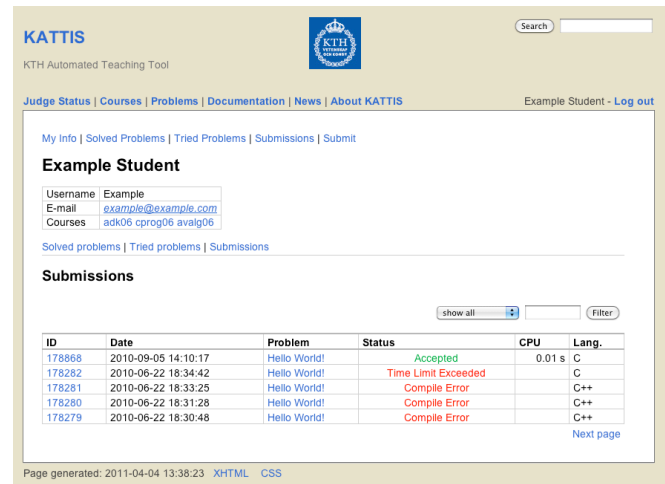 Search
KATTIS
KTH
VETENSKAP
OCH KONST
KTH Automated Teaching Tool
Judge Status | Courses | Problems | Documentation | News | About KATTIS Example Student - Log out
My Info | Solved Problems | Tried Problems | Submissions | Submit
Example Student
Username Example
E-mail example@example.com
Courses adk06 cprog06 avalg06
Solved problems | Tried problems | Submissions
Submissions
show all Filter
ID Date Problem Status CPU Lang.
178868 2010-09-05 14:10:17 Hello World! Accepted 0.01 s C
178282 2010-06-22 18:34:42 Hello World! Time Limit Exceeded C
178281 2010-06-22 18:33:25 Hello World! Compile Error C++
178280 2010-06-22 18:31:28 Hello World! Compile Error C++
178279 2010-06-22 18:30:48 Hello World! Compile Error C++
Next page
Page generated: 2011-04-04 13:38:23 XHTML CSS